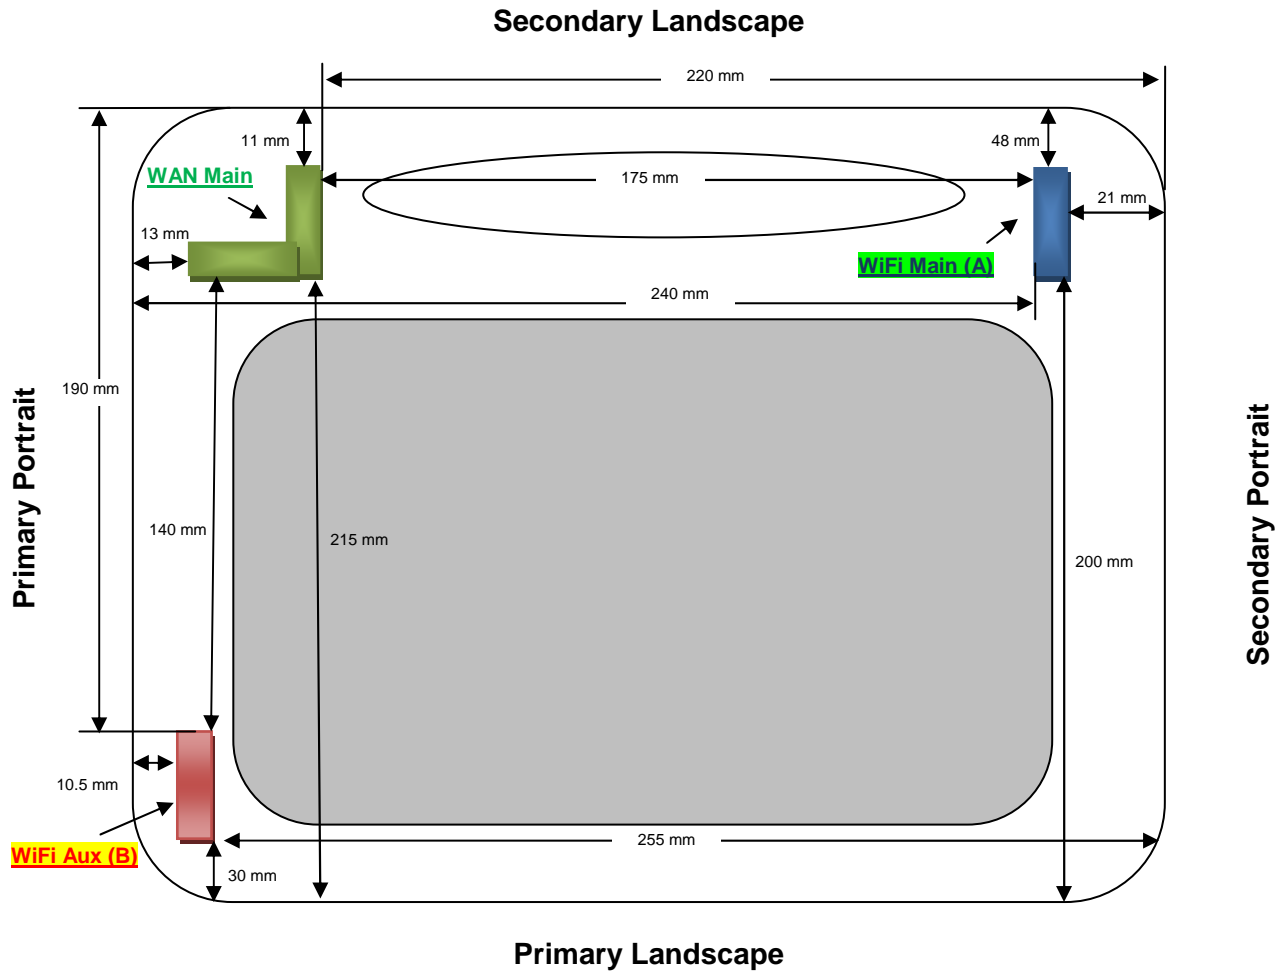 Secondary Landscape
220 mm
11 mm
48 mm
WAN Main
175 mm
21 mm
13 mm
WiFi Main (A)
240 mm
190 mm
Primary Portrait
Secondary Portrait
140 mm
215 mm
200 mm
10.5 mm
255 mm
WiFi Aux (B)
30 mm
Primary Landscape